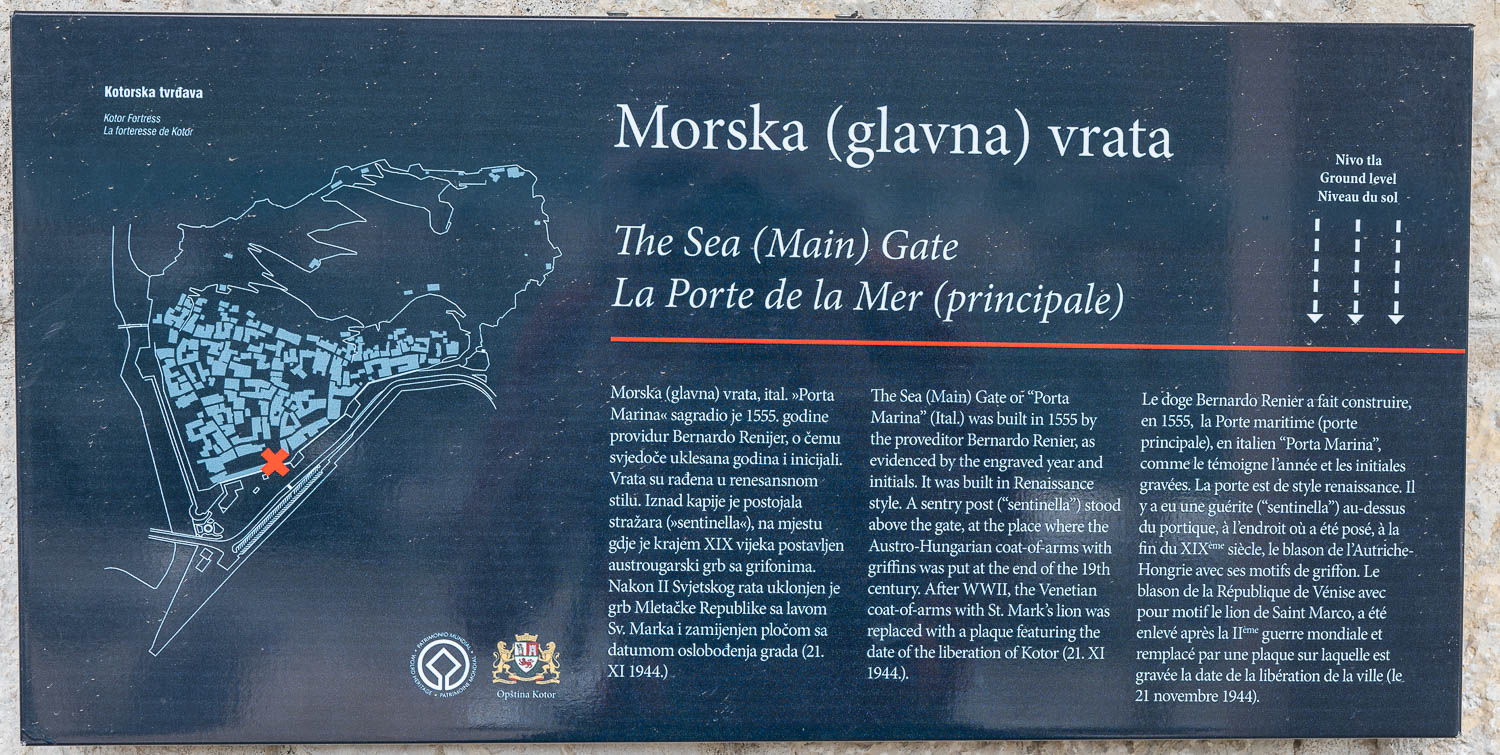 Kotorska tvrđava
Kotor Fortress
La forteresse de Kotor
Morska (glavna) vrata
The Sea (Main) Gate
La Porte de la Mer (principale)
Nivo tla
Ground level
Niveau du sol
Morska (glavna) vrata, ital. »Porta
Marina« sagradio je 1555. godine
providur Bernardo Renijer, o čemu
svjedoče uklesana godina i inicijali.
Vrata su rađena u renesansnom
stilu. Iznad kapije je postojala
stražara (»sentinella«), na mjestu
gdje je krajem XIX vijeka postavljen
austrougarski grb sa grifonima.
Nakon II Svjetskog rata uklonjen je
grb Mletačke Republike sa lavom
Sv. Marka i zamijenjen pločom sa
datumom oslobođenja grada (21.
XI 1944.)
The Sea (Main) Gate or “Porta
Marina” (Ital.) was built in 1555 by
the proveditor Bernardo Renier, as
evidenced by the engraved year and
initials. It was built in Renaissance
style. A sentry post (“sentinella”) stood
above the gate, at the place where the
Austro-Hungarian coat-of-arms with
griffins was put at the end of the 19th
century. After WWII, the Venetian
coat-of-arms with St. Mark’s lion was
replaced with a plaque featuring the
date of the liberation of Kotor (21. XI
1944.).
Le doge Bernardo Renier a fait construire,
en 1555, la Porte maritime (porte
principale), en italien “Porta Marina”,
comme le témoigne l’année et les initiales
gravées. La porte est de style renaissance. Il
y a eu une guérite (“sentinella”) au-dessus
du portique, à l’endroit où a été posé, à la
fin du XIXème siècle, le blason de l’Autriche-
Hongrie avec ses motifs de griffon. Le
blason de la République de Vénise avec
pour motif le lion de Saint Marco, a été
enlevé après la IIème guerre mondiale et
remplacé par une plaque sur laquelle est
gravée la date de la libération de la ville (le
21 novembre 1944).
PATRIMONIO MUNDIAL • WORLD HERITAGE • PATRIMOINE MONDIAL •
Opština Kotor